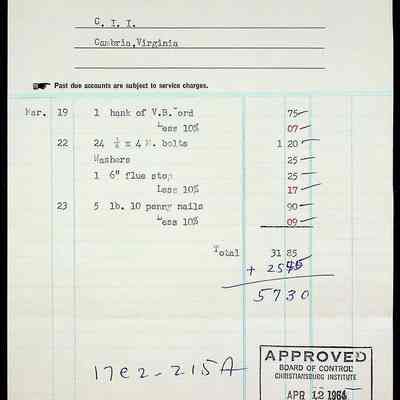 C. I. I.
Cambria, Virginia
Past due accounts are subject to service charges.
Mar. 19 1 hank of V.B. Cord 75
Less 10% 07
22 24 ¼ x 4 M. bolts 1 20
Washers 25
1 6" flue stop 25
Less 10% 17
23 5 lb. 10 penny nails 90
Less 10% 09
Total 31 85
+ 25 45
57 30
17e2-215A
APPROVED
BOARD OF CONTROL
CHRISTIANSBURG INSTITUTE
APR 12